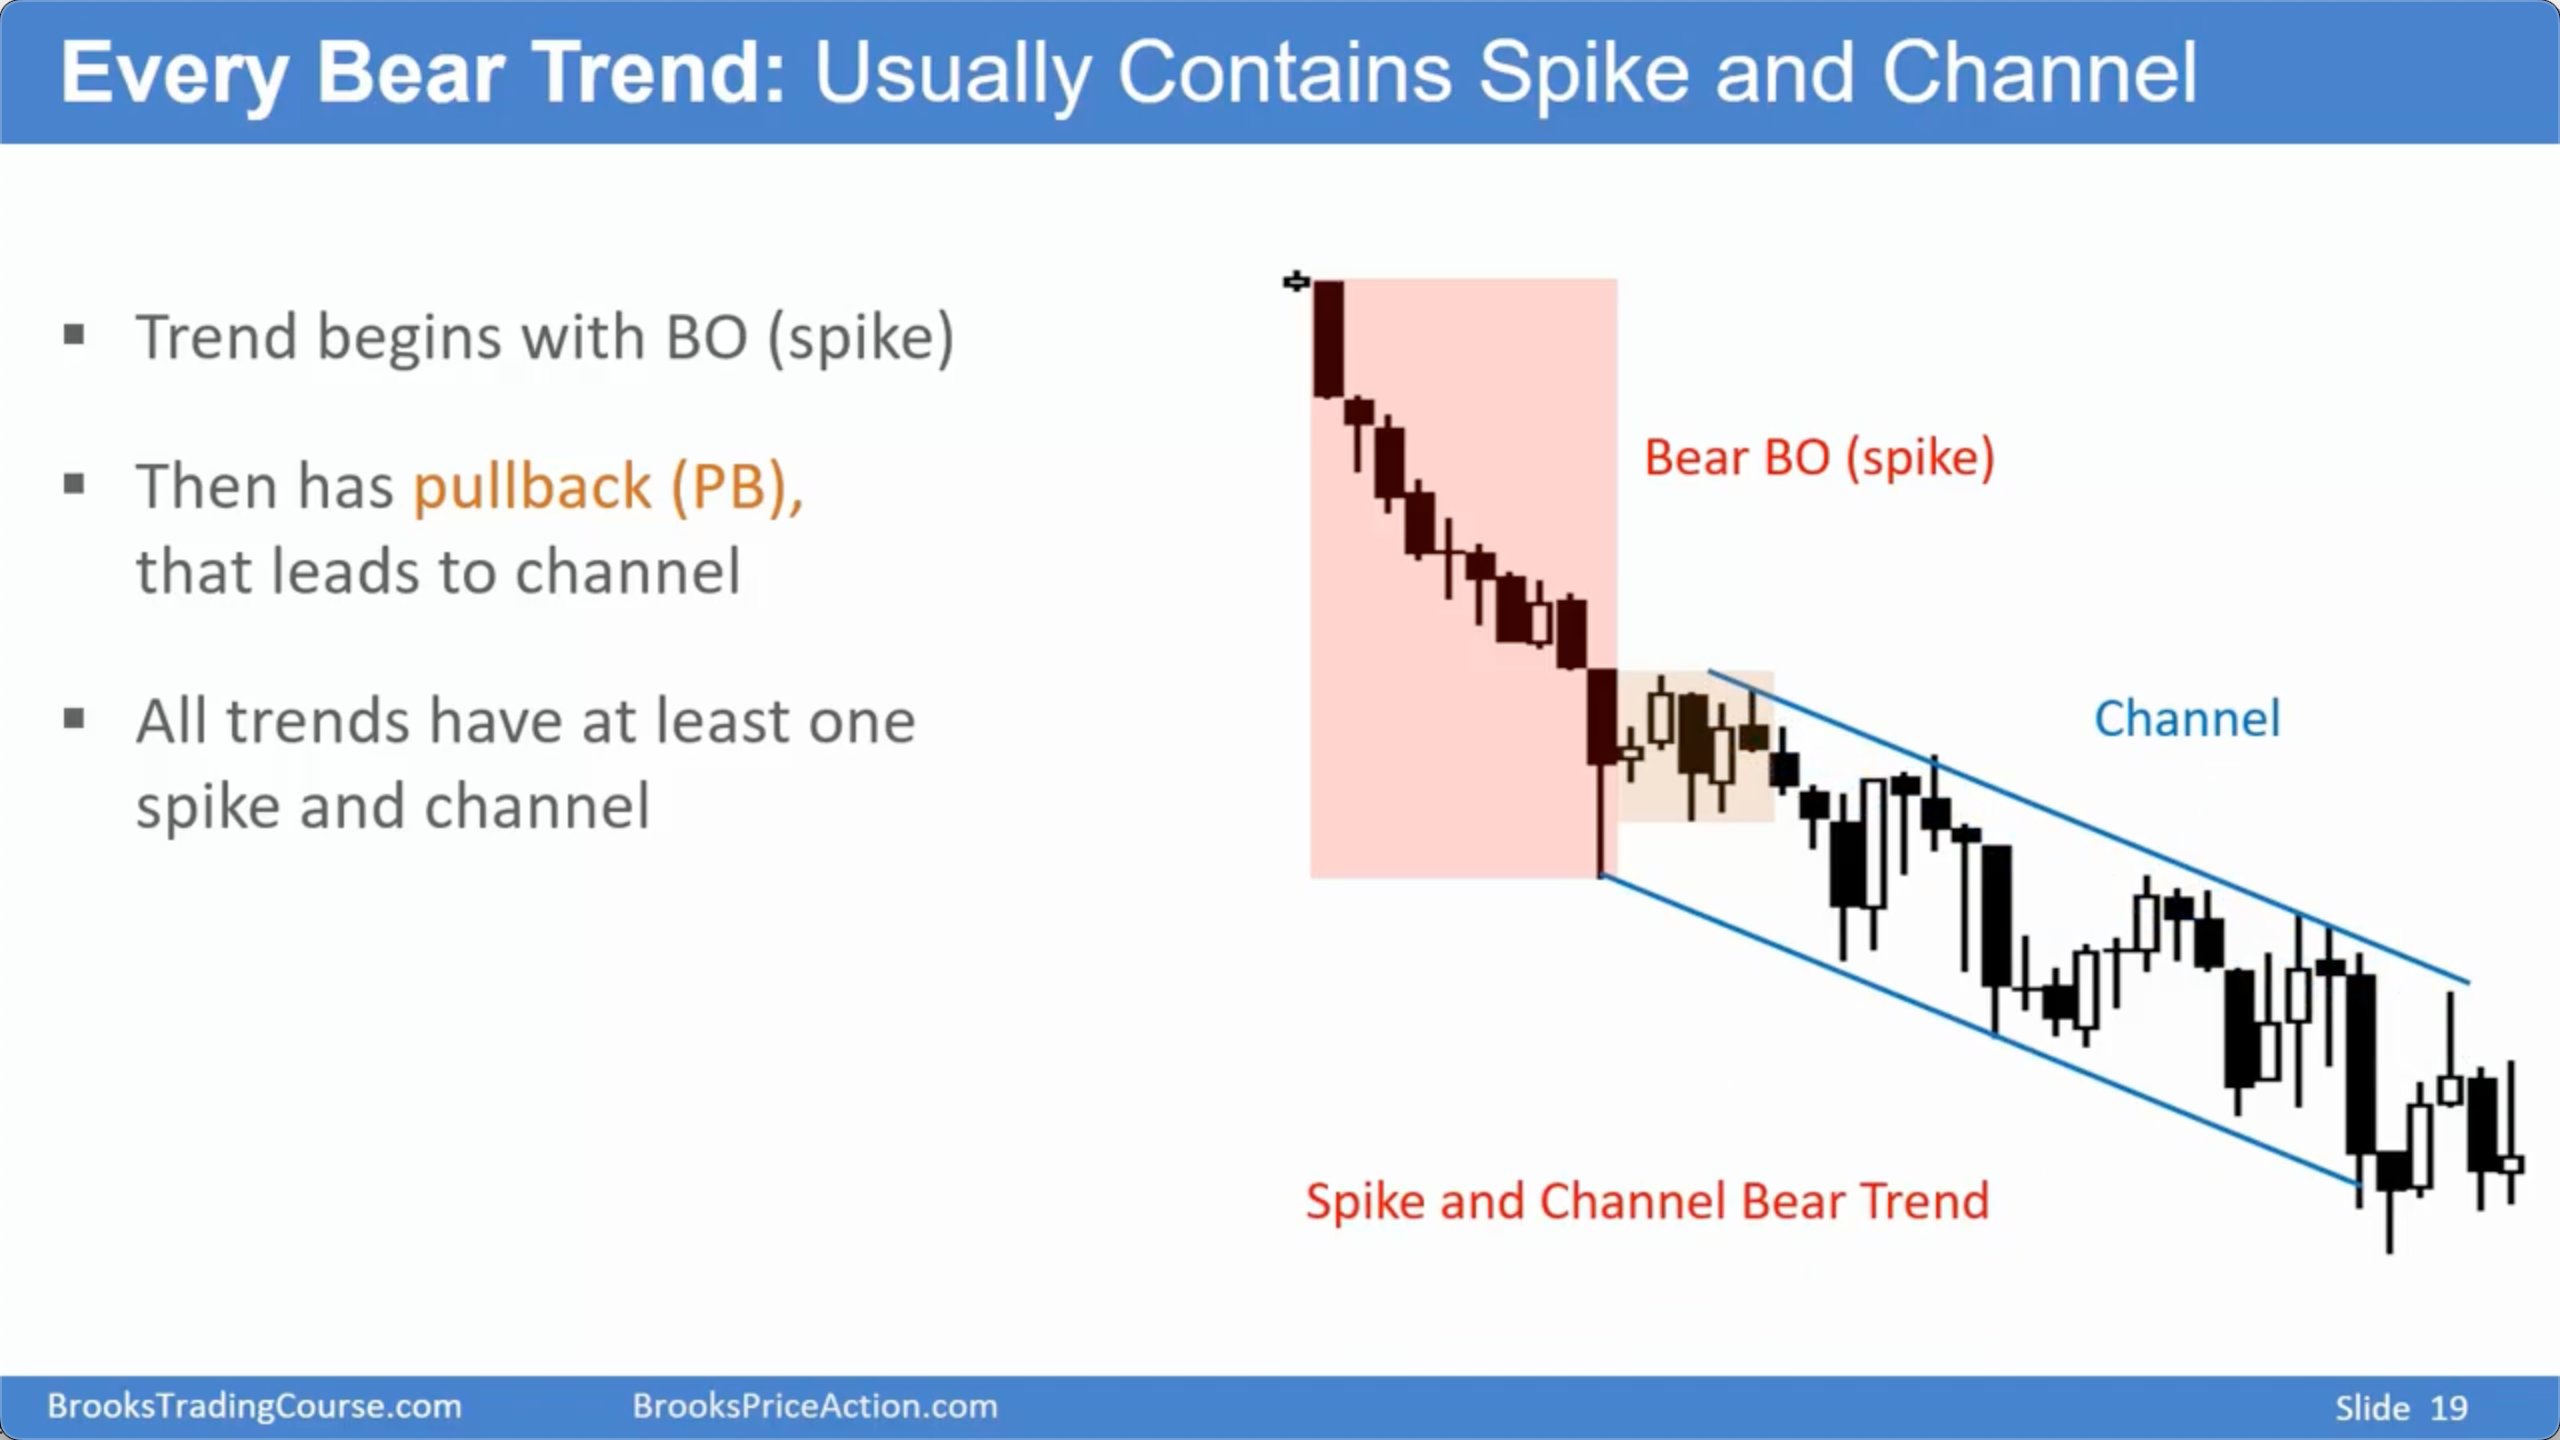 Every Bear Trend: Usually Contains Spike and Channel
▪ Trend begins with BO (spike)
▪ Then has pullback (PB),
that leads to channel
▪ All trends have at least one
spike and channel
Bear BO (spike)
Channel
Spike and Channel Bear Trend
BrooksTradingCourse.com
BrooksPriceAction.com
Slide 19